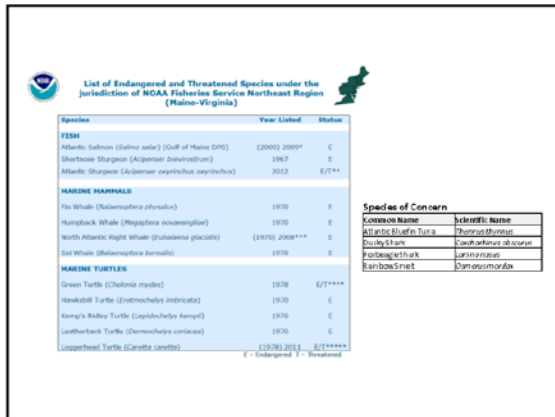 NOAA
List of Endangered and Threatened Species under the
jurisdiction of NOAA Fisheries Service Northeast Region
(Maine-Virginia)
Species Year Listed Status
FISH
Atlantic Salmon (Salmo salar) (Gulf of Maine DPS) (2000) 2009* E
Shortnose Sturgeon (Acipenser brevirostrum) 1967 E
Atlantic Sturgeon (Acipenser oxyrinchus oxyrinchus) 2012 E/T**
MARINE MAMMALS
Fin Whale (Balaenoptera physalus) 1970 E
Humpback Whale (Megaptera novaeangliae) 1970 E
North Atlantic Right Whale (Eubalaena glacialis) (1970) 2008*** E
Sei Whale (Balaenoptera borealis) 1970 E
MARINE TURTLES
Green Turtle (Chelonia mydas) 1978 E/T****
Hawksbill Turtle (Eretmochelys imbricata) 1970 E
Kemp's Ridley Turtle (Lepidochelys kempii) 1970 E
Leatherback Turtle (Dermochelys coriacea) 1970 E
Loggerhead Turtle (Caretta caretta) (1978) 2011 E/T*****
E - Endangered T - Threatened
Species of Concern
Common Name Scientific Name
Atlantic Bluefin Tuna Thunnus thynnus
Dusky Shark Carcharhinus obscurus
Porbeagle Shark Lamna nasus
Rainbow Smelt Osmerus mordax